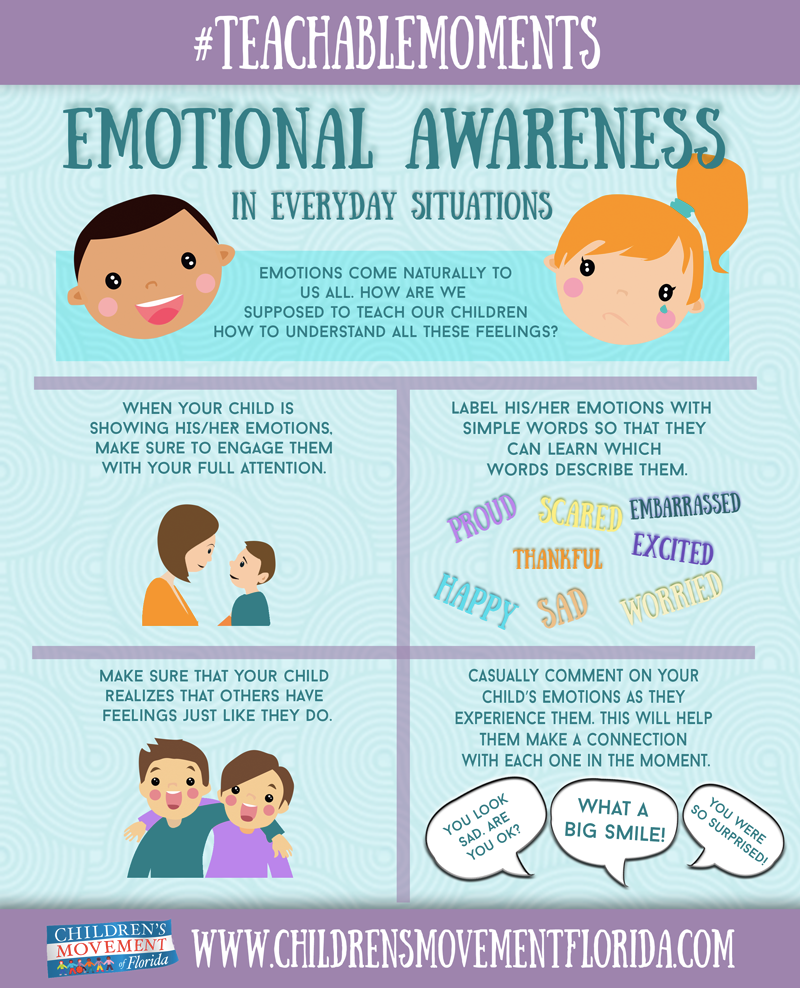 #TEACHABLEMOMENTS
EMOTIONAL AWARENESS
IN EVERYDAY SITUATIONS
EMOTIONS COME NATURALLY TO
US ALL. HOW ARE WE
SUPPOSED TO TEACH OUR CHILDREN
HOW TO UNDERSTAND ALL THESE FEELINGS?
WHEN YOUR CHILD IS
SHOWING HIS/HER EMOTIONS,
MAKE SURE TO ENGAGE THEM
WITH YOUR FULL ATTENTION.
LABEL HIS/HER EMOTIONS WITH
SIMPLE WORDS SO THAT THEY
CAN LEARN WHICH
WORDS DESCRIBE THEM.
PROUD
SCARED
EMBARRASSED
THANKFUL
EXCITED
HAPPY
SAD
WORRIED
MAKE SURE THAT YOUR CHILD
REALIZES THAT OTHERS HAVE
FEELINGS JUST LIKE THEY DO.
CASUALLY COMMENT ON YOUR
CHILD'S EMOTIONS AS THEY
EXPERIENCE THEM. THIS WILL HELP
THEM MAKE A CONNECTION
WITH EACH ONE IN THE MOMENT.
YOU LOOK
SAD. ARE
YOU OK?
WHAT A
BIG SMILE!
YOU WERE
SO SURPRISED!
CHILDREN'S
MOVEMENT
of Florida
WWW.CHILDRENSMOVEMENTFLORIDA.COM